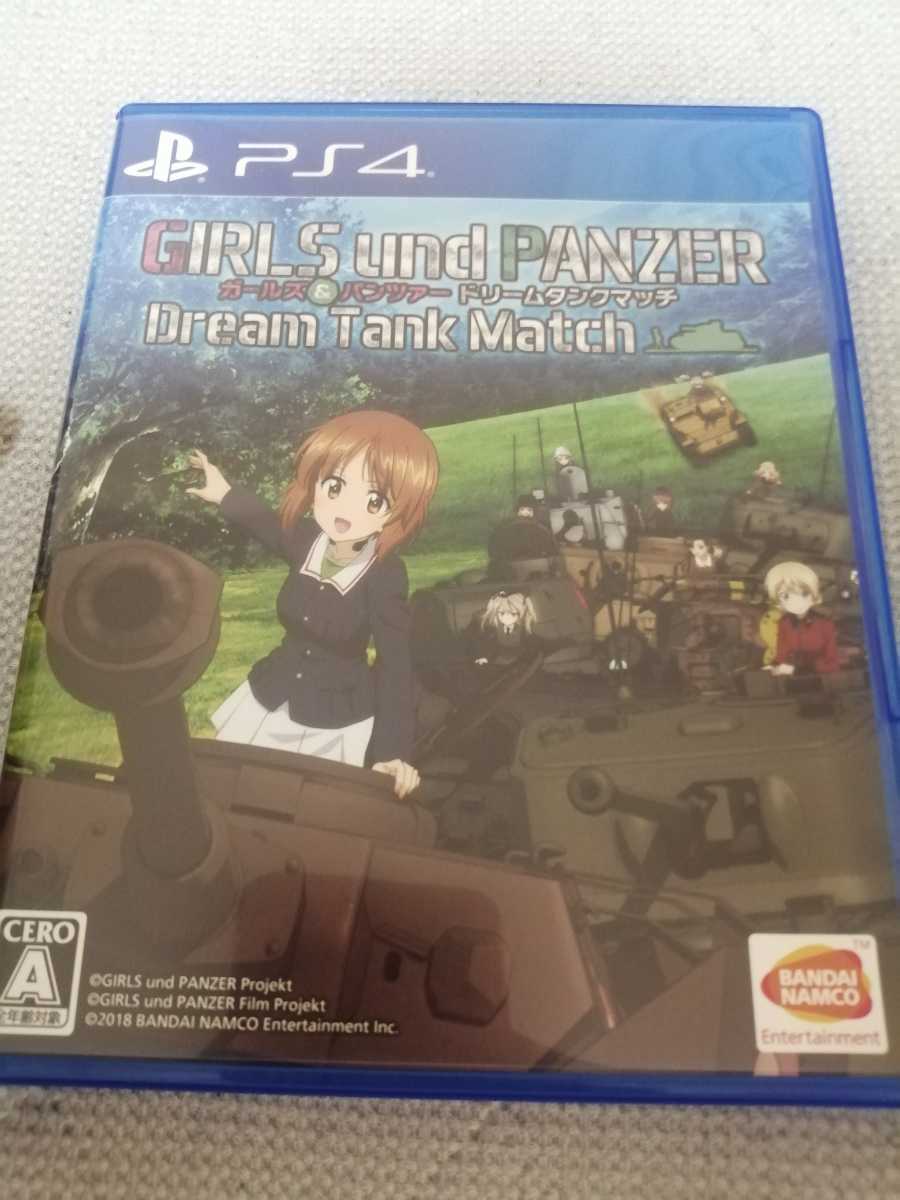 PS4
GIRLS und PANZER
ガールズ&パンツァー ドリームタンクマッチ
Dream Tank Match
CERO
A
全年齢対象
©GIRLS und PANZER Projekt
©GIRLS und PANZER Film Projekt
©2018 BANDAI NAMCO Entertainment Inc.
TM
BANDAI
NAMCO
Entertainment